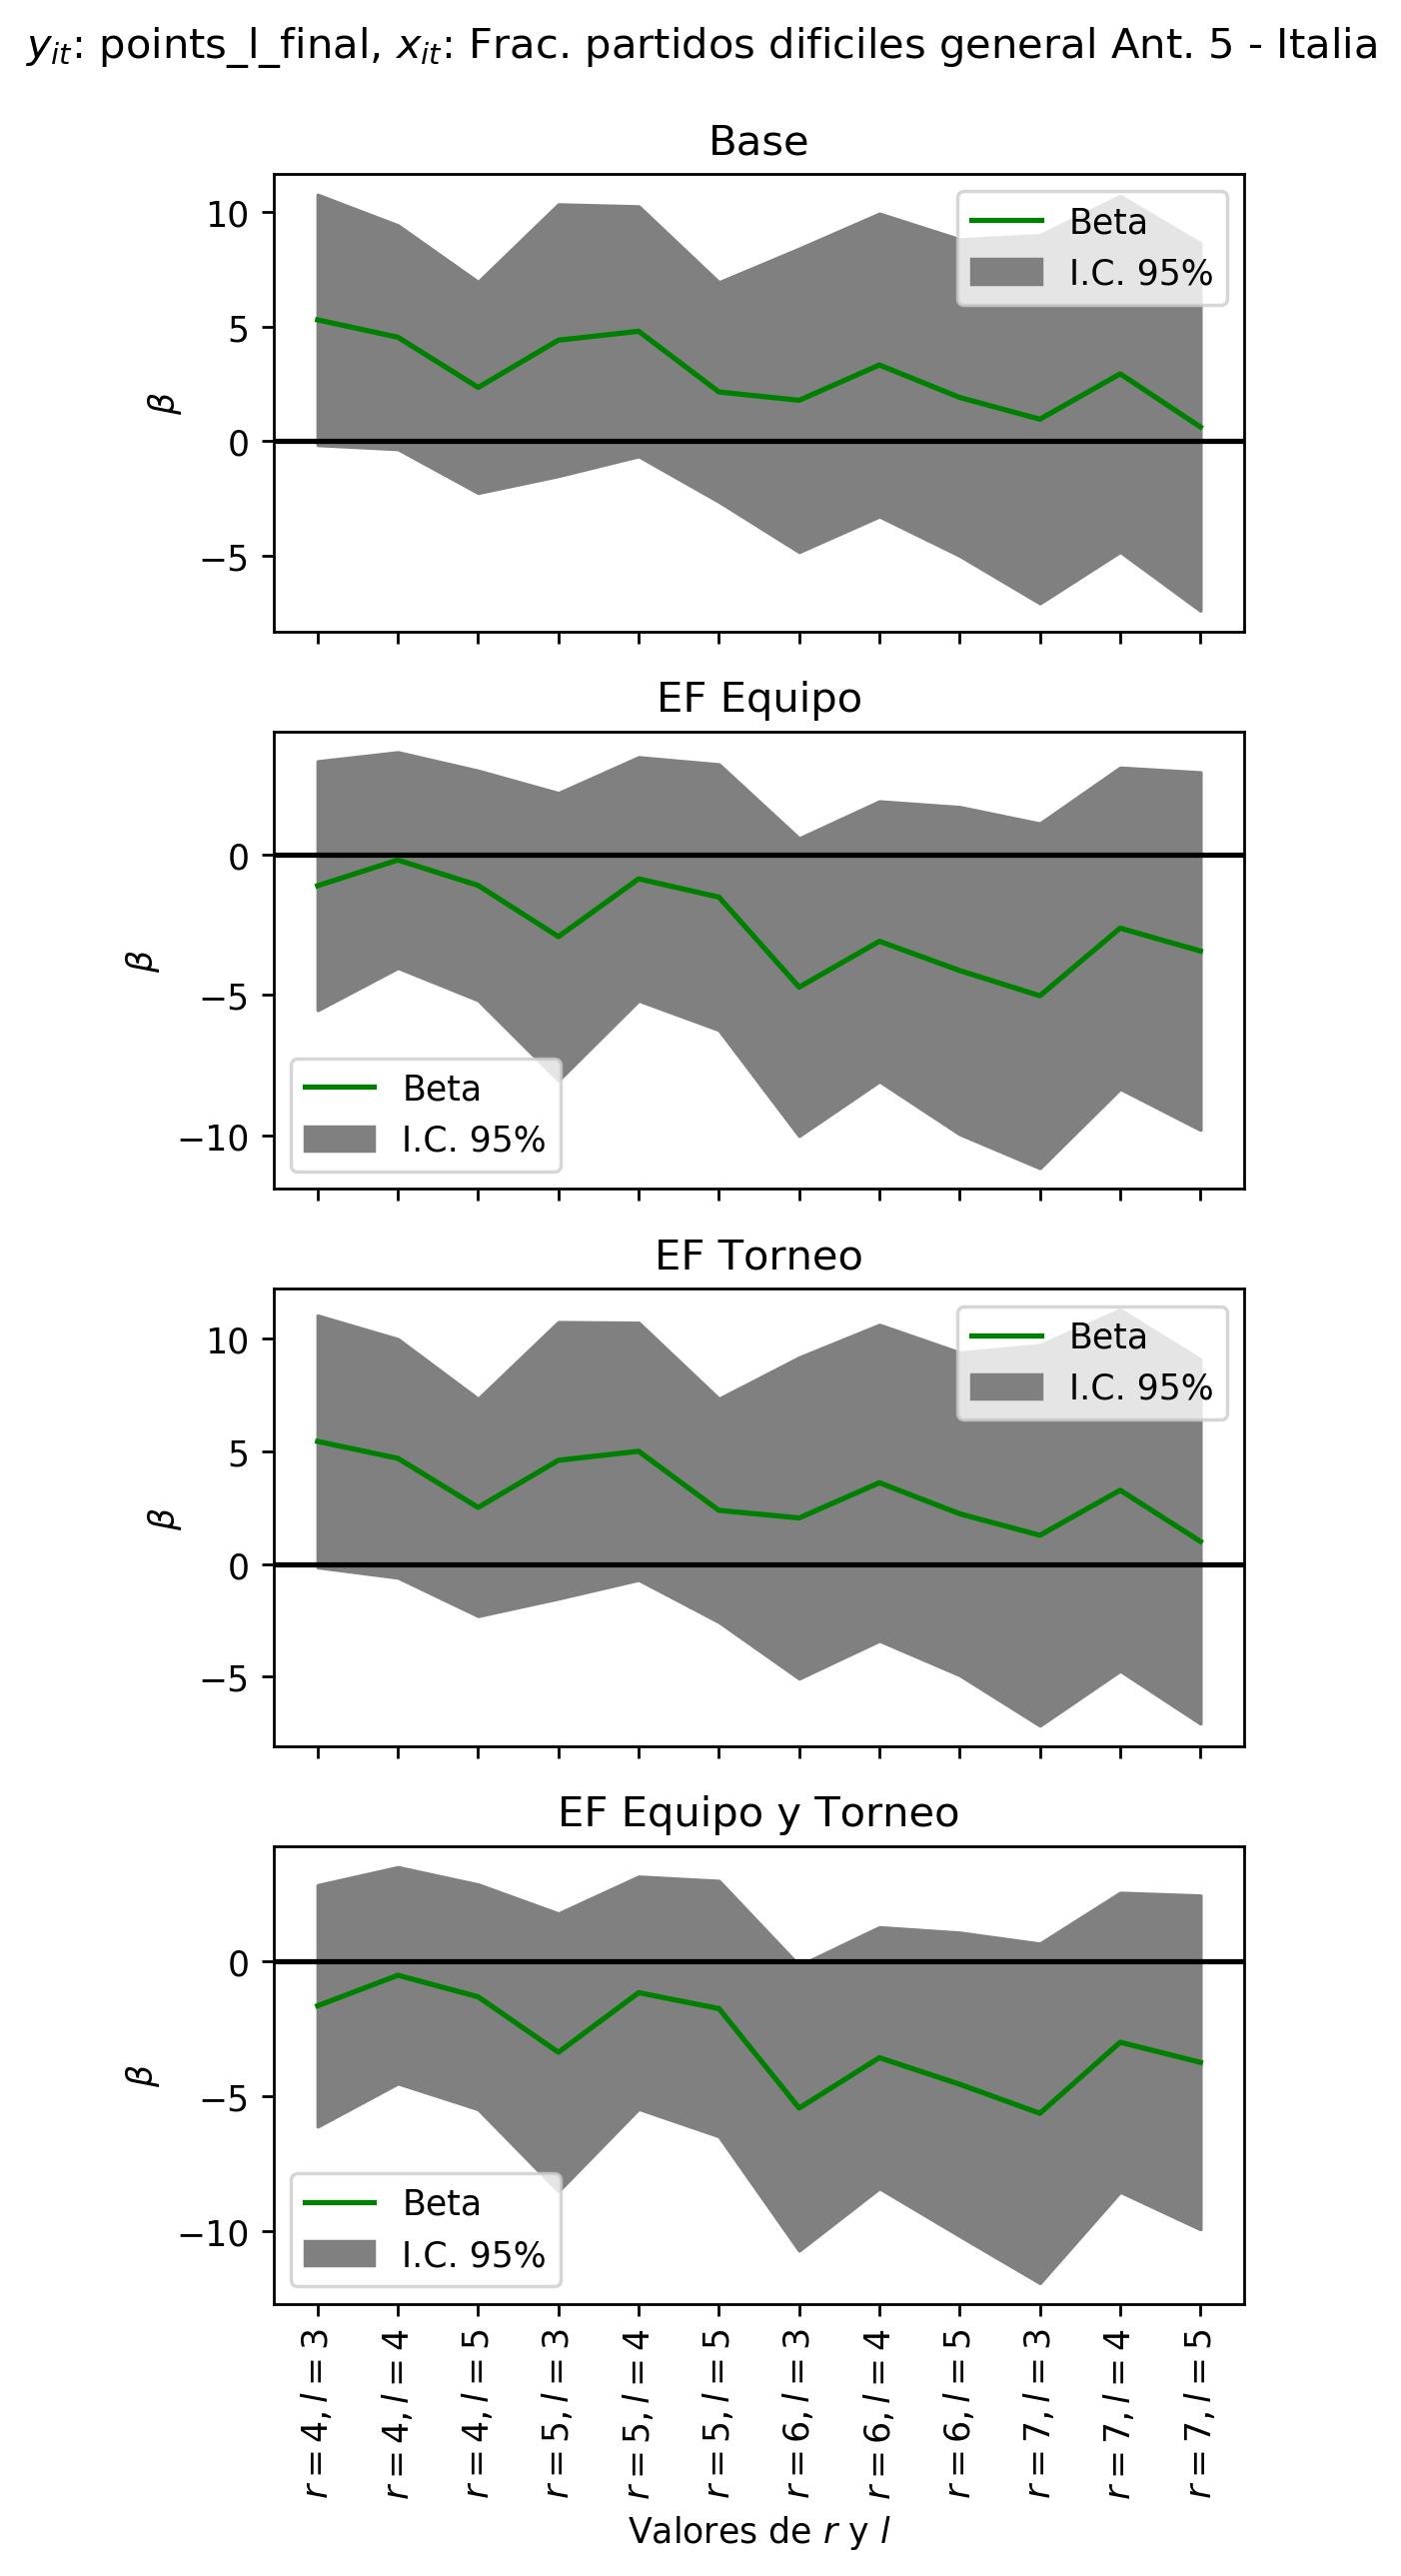 y_it: points_l_final, x_it: Frac. partidos dificiles general Ant. 5 - Italia
Base
10
5
0
−5
β
Beta
I.C. 95%
EF Equipo
0
−5
−10
β
Beta
I.C. 95%
EF Torneo
10
5
0
−5
β
Beta
I.C. 95%
EF Equipo y Torneo
0
−5
−10
β
Beta
I.C. 95%
r = 4, l = 3
r = 4, l = 4
r = 4, l = 5
r = 5, l = 3
r = 5, l = 4
r = 5, l = 5
r = 6, l = 3
r = 6, l = 4
r = 6, l = 5
r = 7, l = 3
r = 7, l = 4
r = 7, l = 5
Valores de r y l